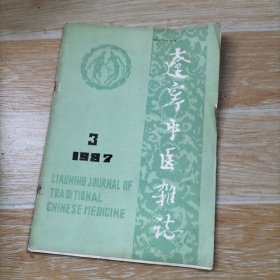 遼寧中医雜誌
3
1987
LIAONING JOURNAL OF
TRADITIONAL
CHINESE MEDICINE